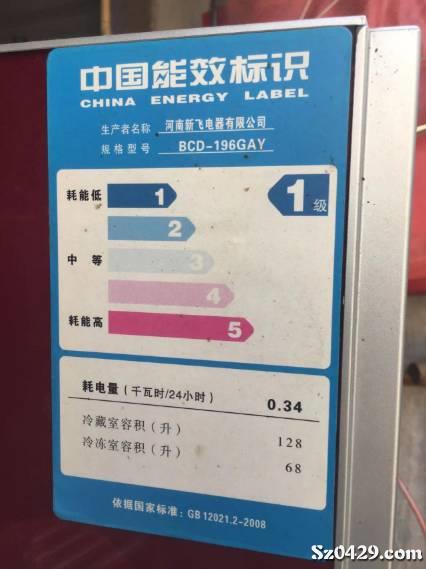 中国能效标识
CHINA ENERGY LABEL
生产者名称 河南新飞电器有限公司
规格型号 BCD-196GAY
耗能低 1 1级
2
中等 3
4
耗能高 5
耗电量（千瓦时/24小时） 0.34
冷藏室容积（升） 128
冷冻室容积（升） 68
依据国家标准：GB 12021.2-2008
Sz0429.com